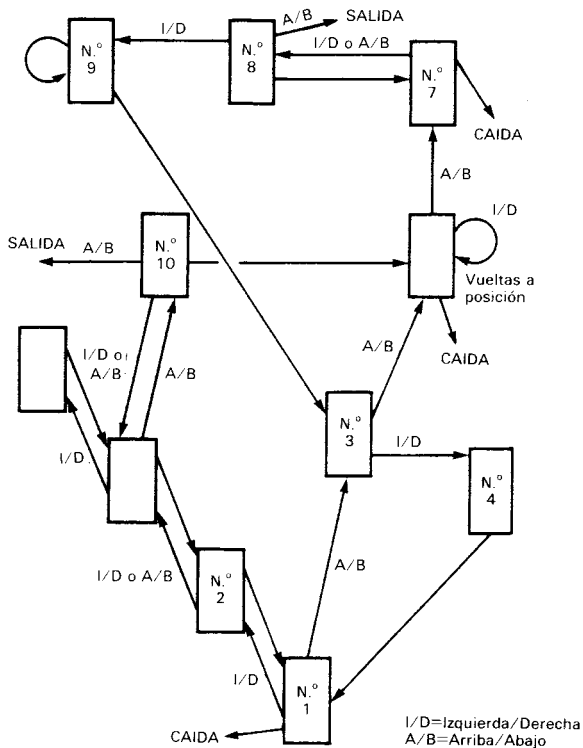 A/B
SALIDA
I/D
N.º
9
N.º
8
I/D o A/B
N.º
7
CAIDA
A/B
I/D
SALIDA
A/B
N.º
10
Vueltas a
posición
CAIDA
I/D o
A/B
A/B
A/B
I/D
N.º
3
I/D
N.º
4
I/D o A/B
N.º
2
A/B
I/D
N.º
1
CAIDA
I/D=Izquierda/Derecha
A/B=Arriba/Abajo